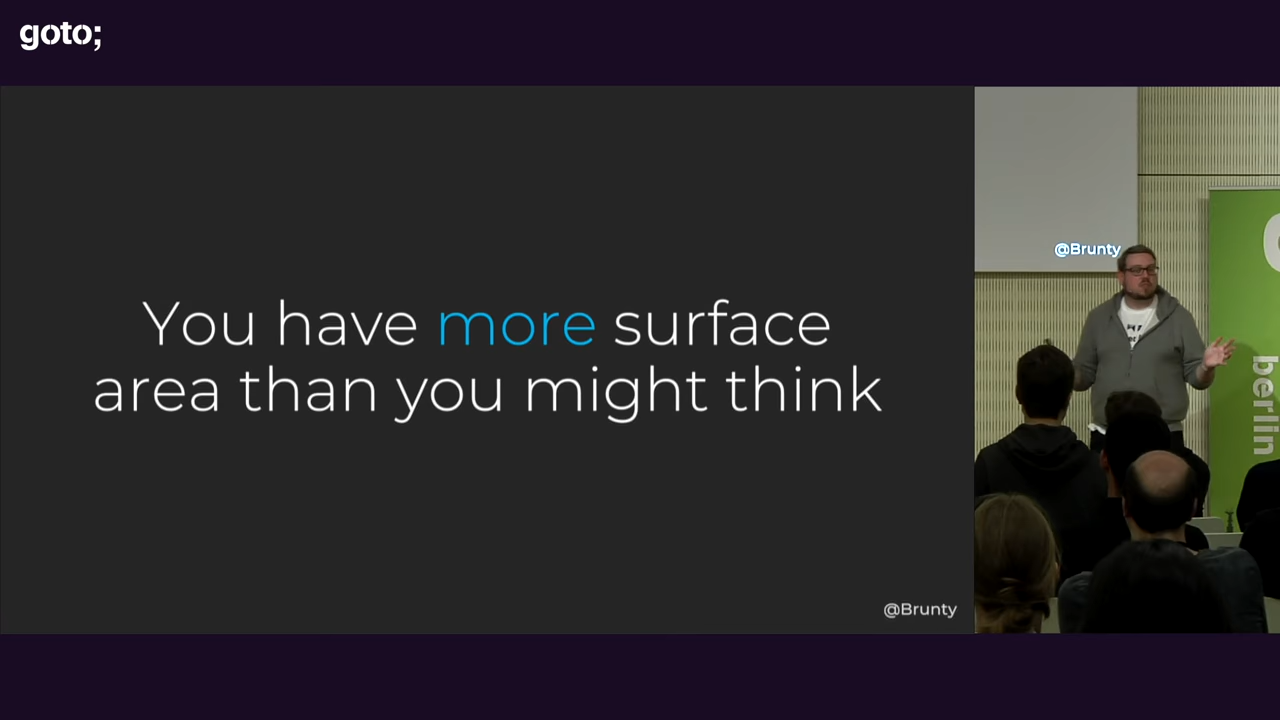 goto;
You have more surface
area than you might think
@Brunty
@Brunty
berlin